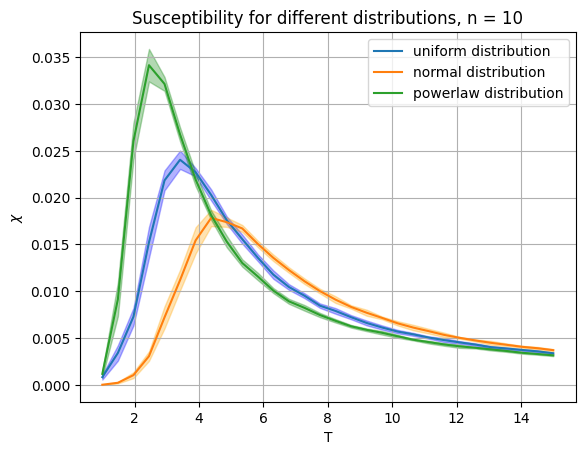 Susceptibility for different distributions, n = 10
uniform distribution
normal distribution
powerlaw distribution
0.035
0.030
0.025
0.020
0.015
0.010
0.005
0.000
χ
2 4 6 8 10 12 14
T